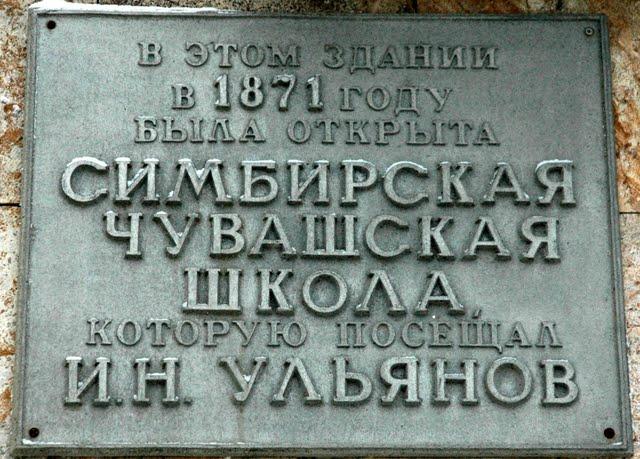 В ЭТОМ ЗДАНИИ
В 1871 ГОДУ
БЫЛА ОТКРЫТА
СИМБИРСКАЯ
ЧУВАШСКАЯ
ШКОЛА,
КОТОРУЮ ПОСЕЩАЛ
И.Н. УЛЬЯНОВ